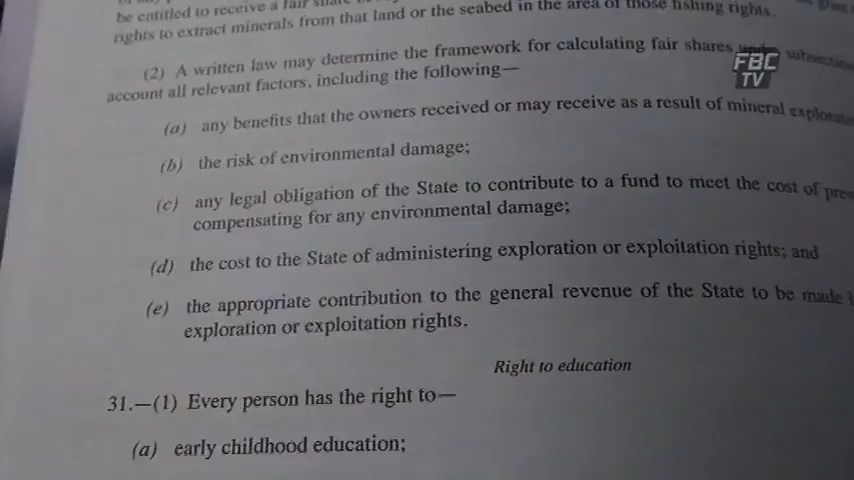 be entitled to receive a fair share of
rights to extract minerals from that land or the seabed in the area of those fishing rights.
(2) A written law may determine the framework for calculating fair shares under subsection
account all relevant factors, including the following—
(a) any benefits that the owners received or may receive as a result of mineral explorat
(b) the risk of environmental damage;
(c) any legal obligation of the State to contribute to a fund to meet the cost of prev
compensating for any environmental damage;
(d) the cost to the State of administering exploration or exploitation rights; and
(e) the appropriate contribution to the general revenue of the State to be made
exploration or exploitation rights.
Right to education
31.—(1) Every person has the right to—
(a) early childhood education;
FBC
TV